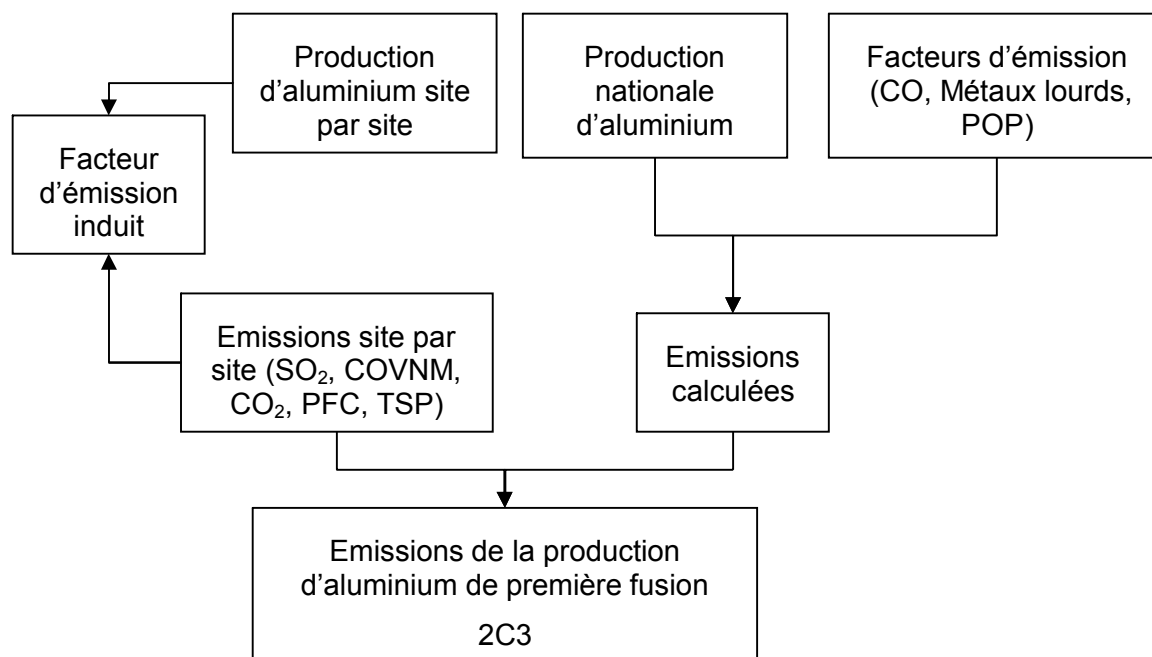 Production
d’aluminium site
par site
Production
nationale
d’aluminium
Facteurs d’émission
(CO, Métaux lourds,
POP)
Facteur
d’émission
induit
Emissions site par
site (SO₂, COVNM,
CO₂, PFC, TSP)
Emissions
calculées
Emissions de la production
d’aluminium de première fusion
2C3